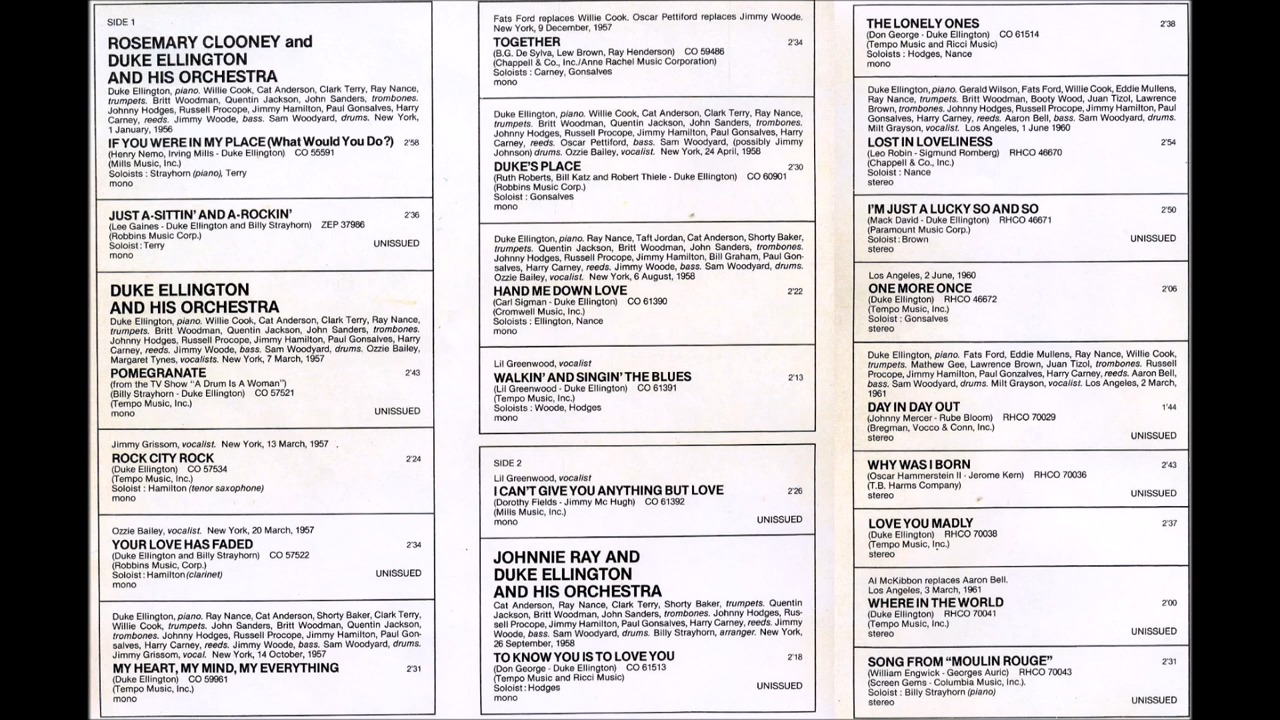 SIDE 1
ROSEMARY CLOONEY and
DUKE ELLINGTON
AND HIS ORCHESTRA
Duke Ellington, piano. Willie Cook, Cat Anderson, Clark Terry, Ray Nance,
trumpets. Britt Woodman, Quentin Jackson, John Sanders, trombones.
Johnny Hodges, Russell Procope, Jimmy Hamilton, Paul Gonsalves, Harry
Carney, reeds. Jimmy Woode, bass. Sam Woodyard, drums. New York,
1 January, 1956
IF YOU WERE IN MY PLACE (What Would You Do?) 2'58
(Henry Nemo, Irving Mills - Duke Ellington) CO 55591
(Mills Music, Inc.)
Soloists : Strayhorn (piano), Terry
mono
JUST A-SITTIN' AND A-ROCKIN' 2'36
(Lee Gaines - Duke Ellington and Billy Strayhorn) ZEP 37986
(Robbins Music Corp.)
Soloist : Terry UNISSUED
mono
DUKE ELLINGTON
AND HIS ORCHESTRA
Duke Ellington, piano. Willie Cook, Cat Anderson, Clark Terry, Ray Nance,
trumpets. Britt Woodman, Quentin Jackson, John Sanders, trombones.
Johnny Hodges, Russell Procope, Jimmy Hamilton, Paul Gonsalves, Harry
Carney, reeds. Jimmy Woode, bass. Sam Woodyard, drums. Ozzie Bailey,
Margaret Tynes, vocalists. New York, 7 March, 1957
POMEGRANATE 2'43
(from the TV Show "A Drum Is A Woman")
(Billy Strayhorn - Duke Ellington) CO 57521
(Tempo Music, Inc.)
mono UNISSUED
Jimmy Grissom, vocalist. New York, 13 March, 1957
ROCK CITY ROCK 2'24
(Duke Ellington) CO 57534
(Tempo Music, Inc.)
Soloist : Hamilton (tenor saxophone)
mono
Ozzie Bailey, vocalist. New York, 20 March, 1957
YOUR LOVE HAS FADED 2'34
(Duke Ellington and Billy Strayhorn) CO 57522
(Robbins Music, Corp.)
Soloist : Hamilton (clarinet) UNISSUED
mono
Duke Ellington, piano. Ray Nance, Cat Anderson, Shorty Baker, Clark Terry,
Willie Cook, trumpets. John Sanders, Britt Woodman, Quentin Jackson,
trombones. Johnny Hodges, Russell Procope, Jimmy Hamilton, Paul Gon-
salves, Harry Carney, reeds. Jimmy Woode, bass. Sam Woodyard, drums.
Jimmy Grissom, vocal. New York, 14 October, 1957
MY HEART, MY MIND, MY EVERYTHING 2'31
(Duke Ellington) CO 59961
(Tempo Music, Inc.)
mono
Fats Ford replaces Willie Cook. Oscar Pettiford replaces Jimmy Woode.
New York, 9 December, 1957
TOGETHER 2'34
(B.G. De Sylva, Lew Brown, Ray Henderson) CO 59486
(Chappell & Co., Inc./Anne Rachel Music Corporation)
Soloists : Carney, Gonsalves
mono
Duke Ellington, piano. Willie Cook, Cat Anderson, Clark Terry, Ray Nance,
trumpets. Britt Woodman, Quentin Jackson, John Sanders, trombones.
Johnny Hodges, Russell Procope, Jimmy Hamilton, Paul Gonsalves, Harry
Carney, reeds. Oscar Pettiford, bass. Sam Woodyard, (possibly Jimmy
Johnson) drums. Ozzie Bailey, vocalist. New York, 24 April, 1958
DUKE'S PLACE 2'30
(Ruth Roberts, Bill Katz and Robert Thiele - Duke Ellington) CO 60901
(Robbins Music Corp.)
Soloist : Gonsalves
mono
Duke Ellington, piano. Ray Nance, Taft Jordan, Cat Anderson, Shorty Baker,
trumpets. Quentin Jackson, Britt Woodman, John Sanders, trombones.
Johnny Hodges, Russell Procope, Jimmy Hamilton, Bill Graham, Paul Gon-
salves, Harry Carney, reeds. Jimmy Woode, bass. Sam Woodyard, drums.
Ozzie Bailey, vocalist. New York, 6 August, 1958
HAND ME DOWN LOVE 2'22
(Carl Sigman - Duke Ellington) CO 61390
(Cromwell Music, Inc.)
Soloists : Ellington, Nance
mono
Lil Greenwood, vocalist
WALKIN' AND SINGIN' THE BLUES 2'13
(Lil Greenwood - Duke Ellington) CO 61391
(Tempo Music, Inc.)
Soloists : Woode, Hodges
mono
SIDE 2
Lil Greenwood, vocalist
I CAN'T GIVE YOU ANYTHING BUT LOVE 2'26
(Dorothy Fields - Jimmy Mc Hugh) CO 61392
(Mills Music, Inc.)
mono UNISSUED
JOHNNIE RAY AND
DUKE ELLINGTON
AND HIS ORCHESTRA
Cat Anderson, Ray Nance, Clark Terry, Shorty Baker, trumpets. Quentin
Jackson, Britt Woodman, John Sanders, trombones. Johnny Hodges, Rus-
sell Procope, Jimmy Hamilton, Paul Gonsalves, Harry Carney, reeds. Jimmy
Woode, bass. Sam Woodyard, drums. Billy Strayhorn, arranger. New York,
26 September, 1958
TO KNOW YOU IS TO LOVE YOU 2'18
(Don George - Duke Ellington) CO 61513
(Tempo Music and Ricci Music)
Soloist : Hodges UNISSUED
mono
THE LONELY ONES 2'38
(Don George - Duke Ellington) CO 61514
(Tempo Music and Ricci Music)
Soloists : Hodges, Nance
mono
Duke Ellington, piano. Gerald Wilson, Fats Ford, Willie Cook, Eddie Mullens,
Ray Nance, trumpets. Britt Woodman, Booty Wood, Juan Tizol, Lawrence
Brown, trombones. Johnny Hodges, Russell Procope, Jimmy Hamilton, Paul
Gonsalves, Harry Carney, reeds. Aaron Bell, bass. Sam Woodyard, drums.
Milt Grayson, vocalist. Los Angeles, 1 June 1960
LOST IN LOVELINESS 2'54
(Leo Robin - Sigmund Romberg) RHCO 46670
(Chappell & Co., Inc.)
Soloist : Nance
stereo
I'M JUST A LUCKY SO AND SO 2'50
(Mack David - Duke Ellington) RHCO 46671
(Paramount Music Corp.)
Soloist : Brown UNISSUED
stereo
Los Angeles, 2 June, 1960
ONE MORE ONCE 2'06
(Duke Ellington) RHCO 46672
(Tempo Music, Inc.)
Soloist : Gonsalves
stereo
Duke Ellington, piano. Fats Ford, Eddie Mullens, Ray Nance, Willie Cook,
trumpets. Mathew Gee, Lawrence Brown, Juan Tizol, trombones. Russell
Procope, Jimmy Hamilton, Paul Gonzalves, Harry Carney, reeds. Aaron Bell,
bass. Sam Woodyard, drums. Milt Grayson, vocalist. Los Angeles, 2 March,
1961
DAY IN DAY OUT 1'44
(Johnny Mercer - Rube Bloom) RHCO 70029
(Bregman, Vocco & Conn, Inc.)
stereo UNISSUED
WHY WAS I BORN 2'43
(Oscar Hammerstein II - Jerome Kern) RHCO 70036
(T.B. Harms Company)
stereo UNISSUED
LOVE YOU MADLY 2'37
(Duke Ellington) RHCO 70038
(Tempo Music, Inc.)
stereo
Al McKibbon replaces Aaron Bell.
Los Angeles, 3 March, 1961
WHERE IN THE WORLD 2'00
(Duke Ellington) RHCO 70041
(Tempo Music, Inc.)
stereo UNISSUED
SONG FROM "MOULIN ROUGE" 2'31
(William Engwick - Georges Auric) RHCO 70043
(Screen Gems - Columbia Music, Inc.).
Soloist : Billy Strayhorn (piano)
stereo UNISSUED